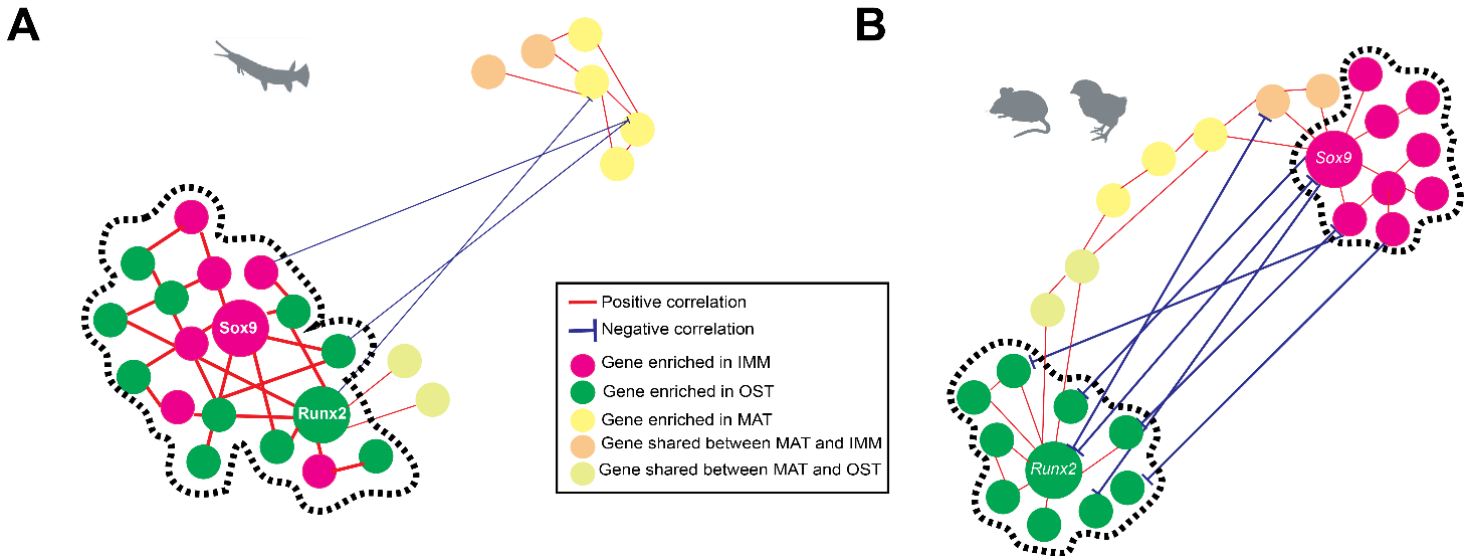 A
B
Sox9
Runx2
Positive correlation
Negative correlation
Gene enriched in IMM
Gene enriched in OST
Gene enriched in MAT
Gene shared between MAT and IMM
Gene shared between MAT and OST
Sox9
Runx2